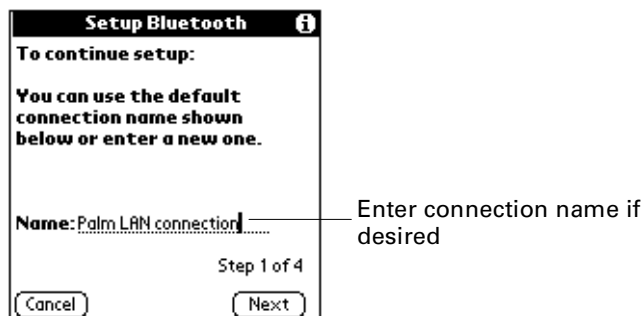 Setup Bluetooth
To continue setup:
You can use the default
connection name shown
below or enter a new one.
Name: Palm LAN connection
Enter connection name if
desired
Step 1 of 4
Cancel
Next